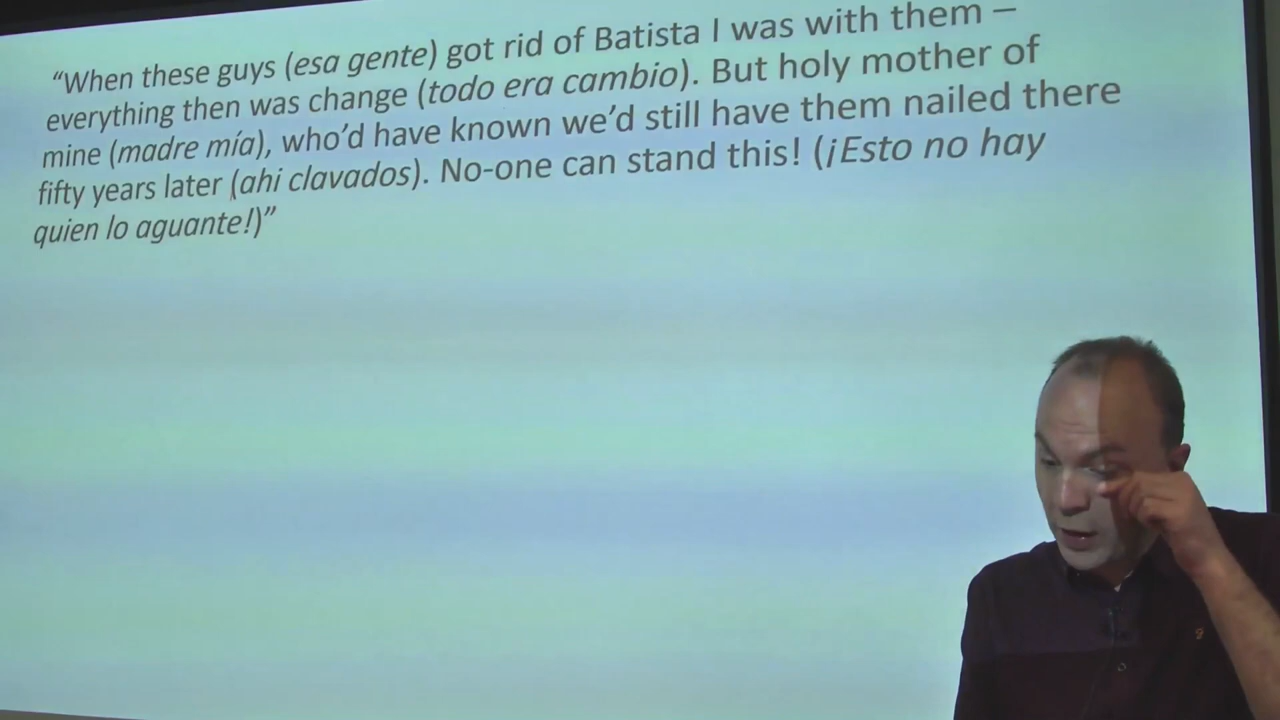 “When these guys (esa gente) got rid of Batista I was with them –
everything then was change (todo era cambio). But holy mother of
mine (madre mía), who’d have known we’d still have them nailed there
fifty years later (ahi clavados). No-one can stand this! (¡Esto no hay
quien lo aguante!)”